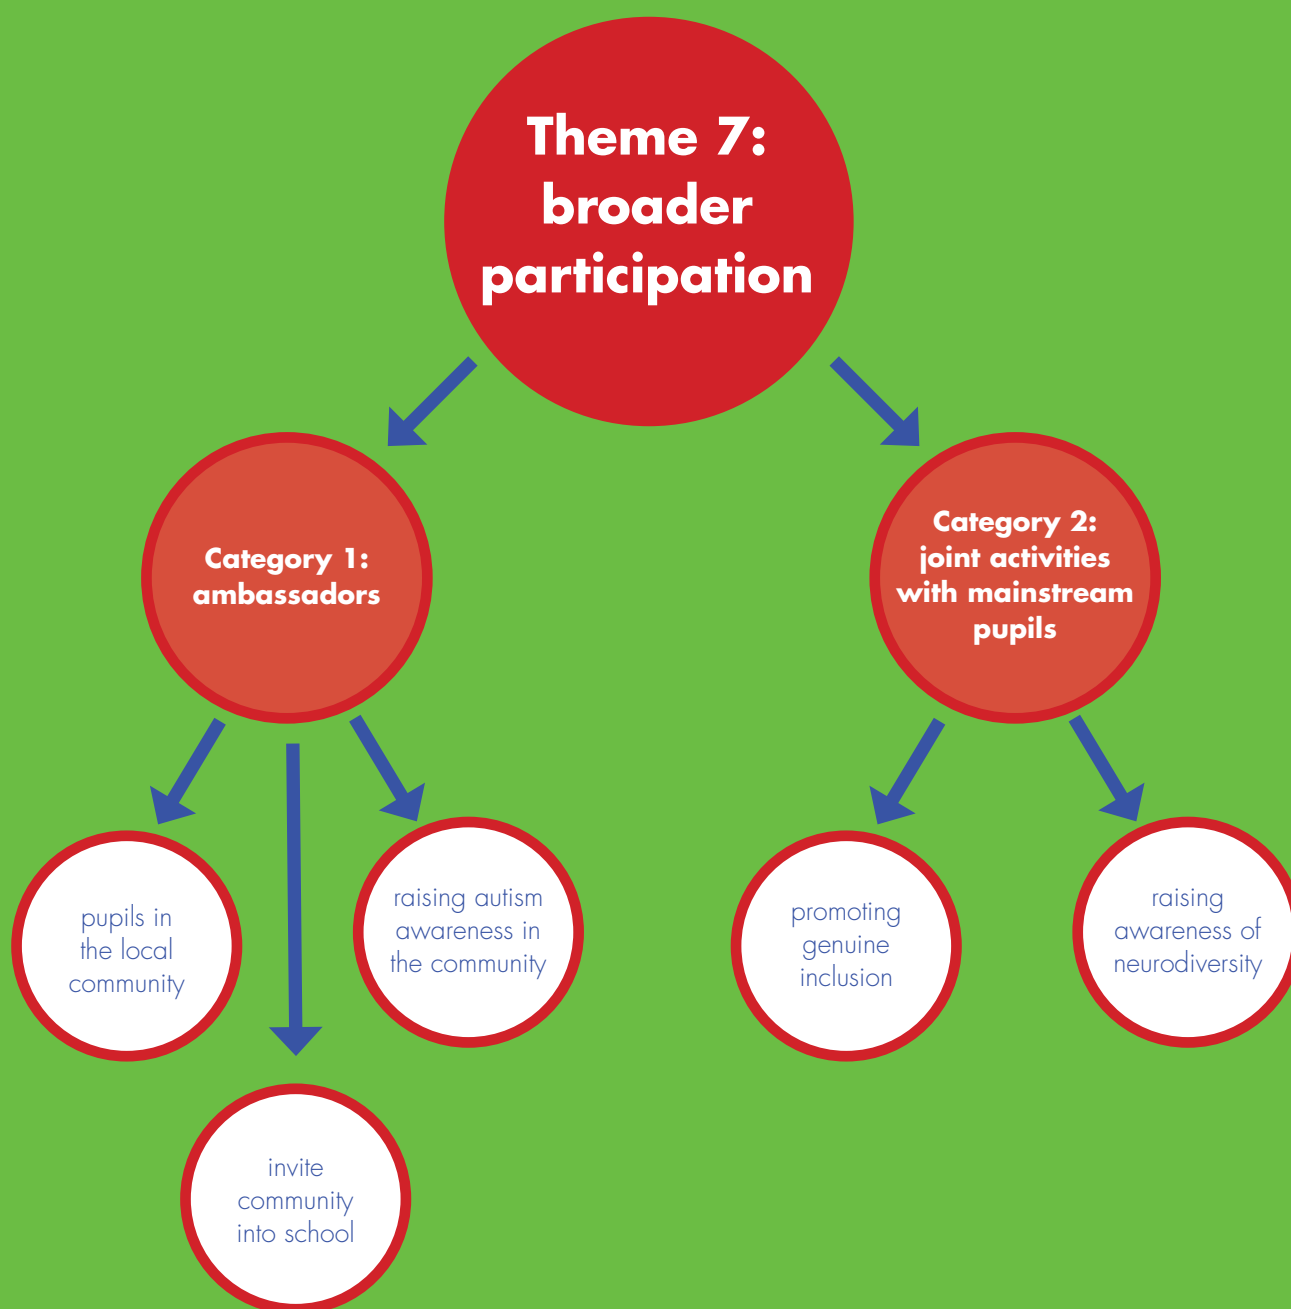 Theme 7:
broader
participation
Category 1:
ambassadors
Category 2:
joint activities
with mainstream
pupils
pupils in
the local
community
invite
community
into school
raising autism
awareness in
the community
promoting
genuine
inclusion
raising
awareness of
neurodiversity